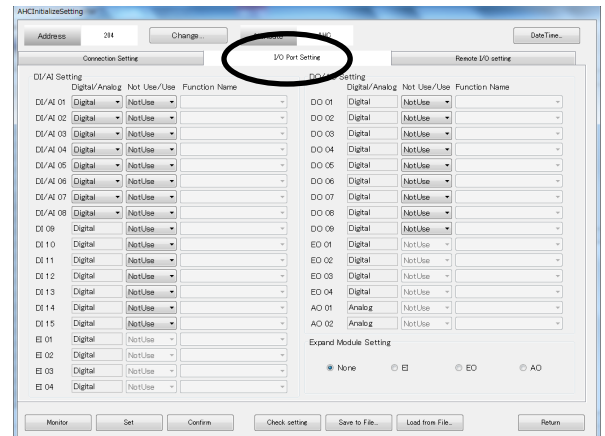 AHCInitializeSetting
Address 204 Change... AHC DateTime...
Connection Setting I/O Port Setting Remote I/O setting
DI/AI Setting
Digital/Analog Not Use/Use Function Name
DI/AI 01 Digital NotUse
DI/AI 02 Digital NotUse
DI/AI 03 Digital NotUse
DI/AI 04 Digital NotUse
DI/AI 05 Digital NotUse
DI/AI 06 Digital NotUse
DI/AI 07 Digital NotUse
DI/AI 08 Digital NotUse
DI 09 Digital NotUse
DI 10 Digital NotUse
DI 11 Digital NotUse
DI 12 Digital NotUse
DI 13 Digital NotUse
DI 14 Digital NotUse
DI 15 Digital NotUse
EI 01 Digital NotUse
EI 02 Digital NotUse
EI 03 Digital NotUse
EI 04 Digital NotUse
Setting
Digital/Analog Not Use/Use Function Name
DO 01 Digital NotUse
DO 02 Digital NotUse
DO 03 Digital NotUse
DO 04 Digital NotUse
DO 05 Digital NotUse
DO 06 Digital NotUse
DO 07 Digital NotUse
DO 08 Digital NotUse
DO 09 Digital NotUse
EO 01 Digital NotUse
EO 02 Digital NotUse
EO 03 Digital NotUse
EO 04 Digital NotUse
AO 01 Analog NotUse
AO 02 Analog NotUse
Expand Module Setting
None EI EO AO
Monitor Set Confirm Check setting Save to File... Load from File... Return